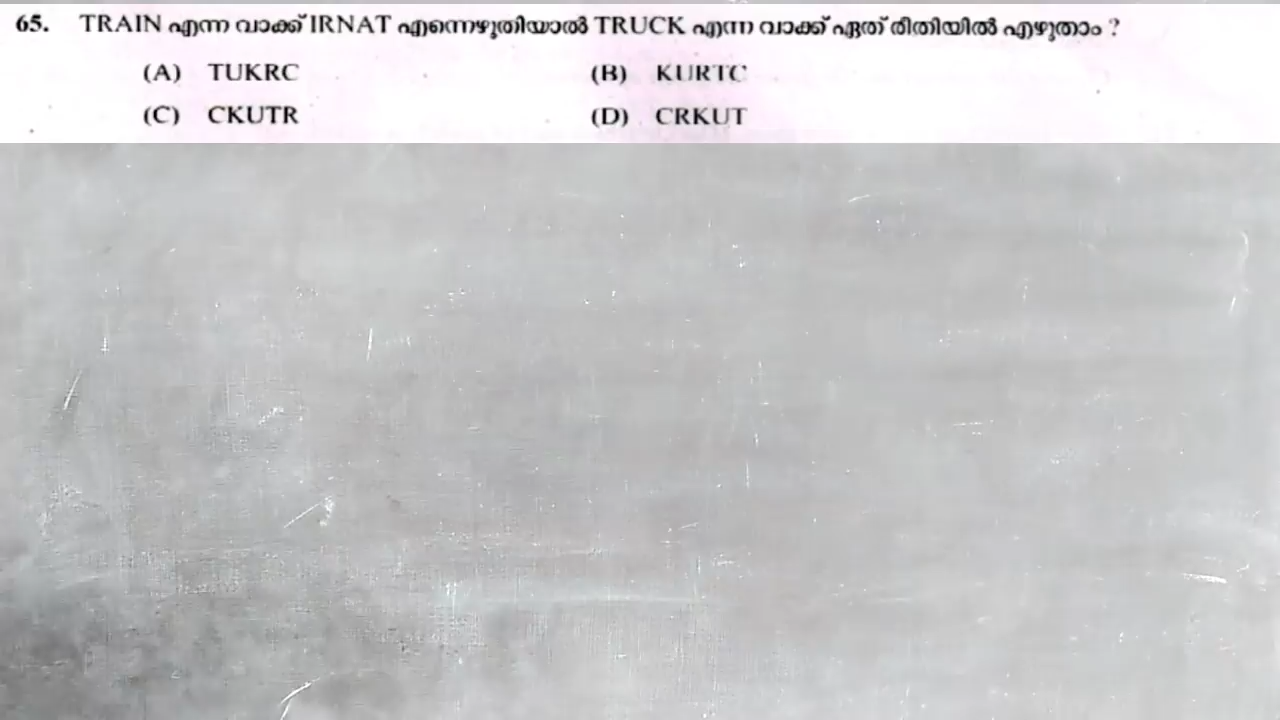 65. TRAIN എന്ന വാക്ക് IRNAT എന്നെഴുതിയാൽ TRUCK എന്ന വാക്ക് ഏത് രീതിയിൽ എഴുതാം ?
(A) TUKRC (B) KURTC
(C) CKUTR (D) CRKUT